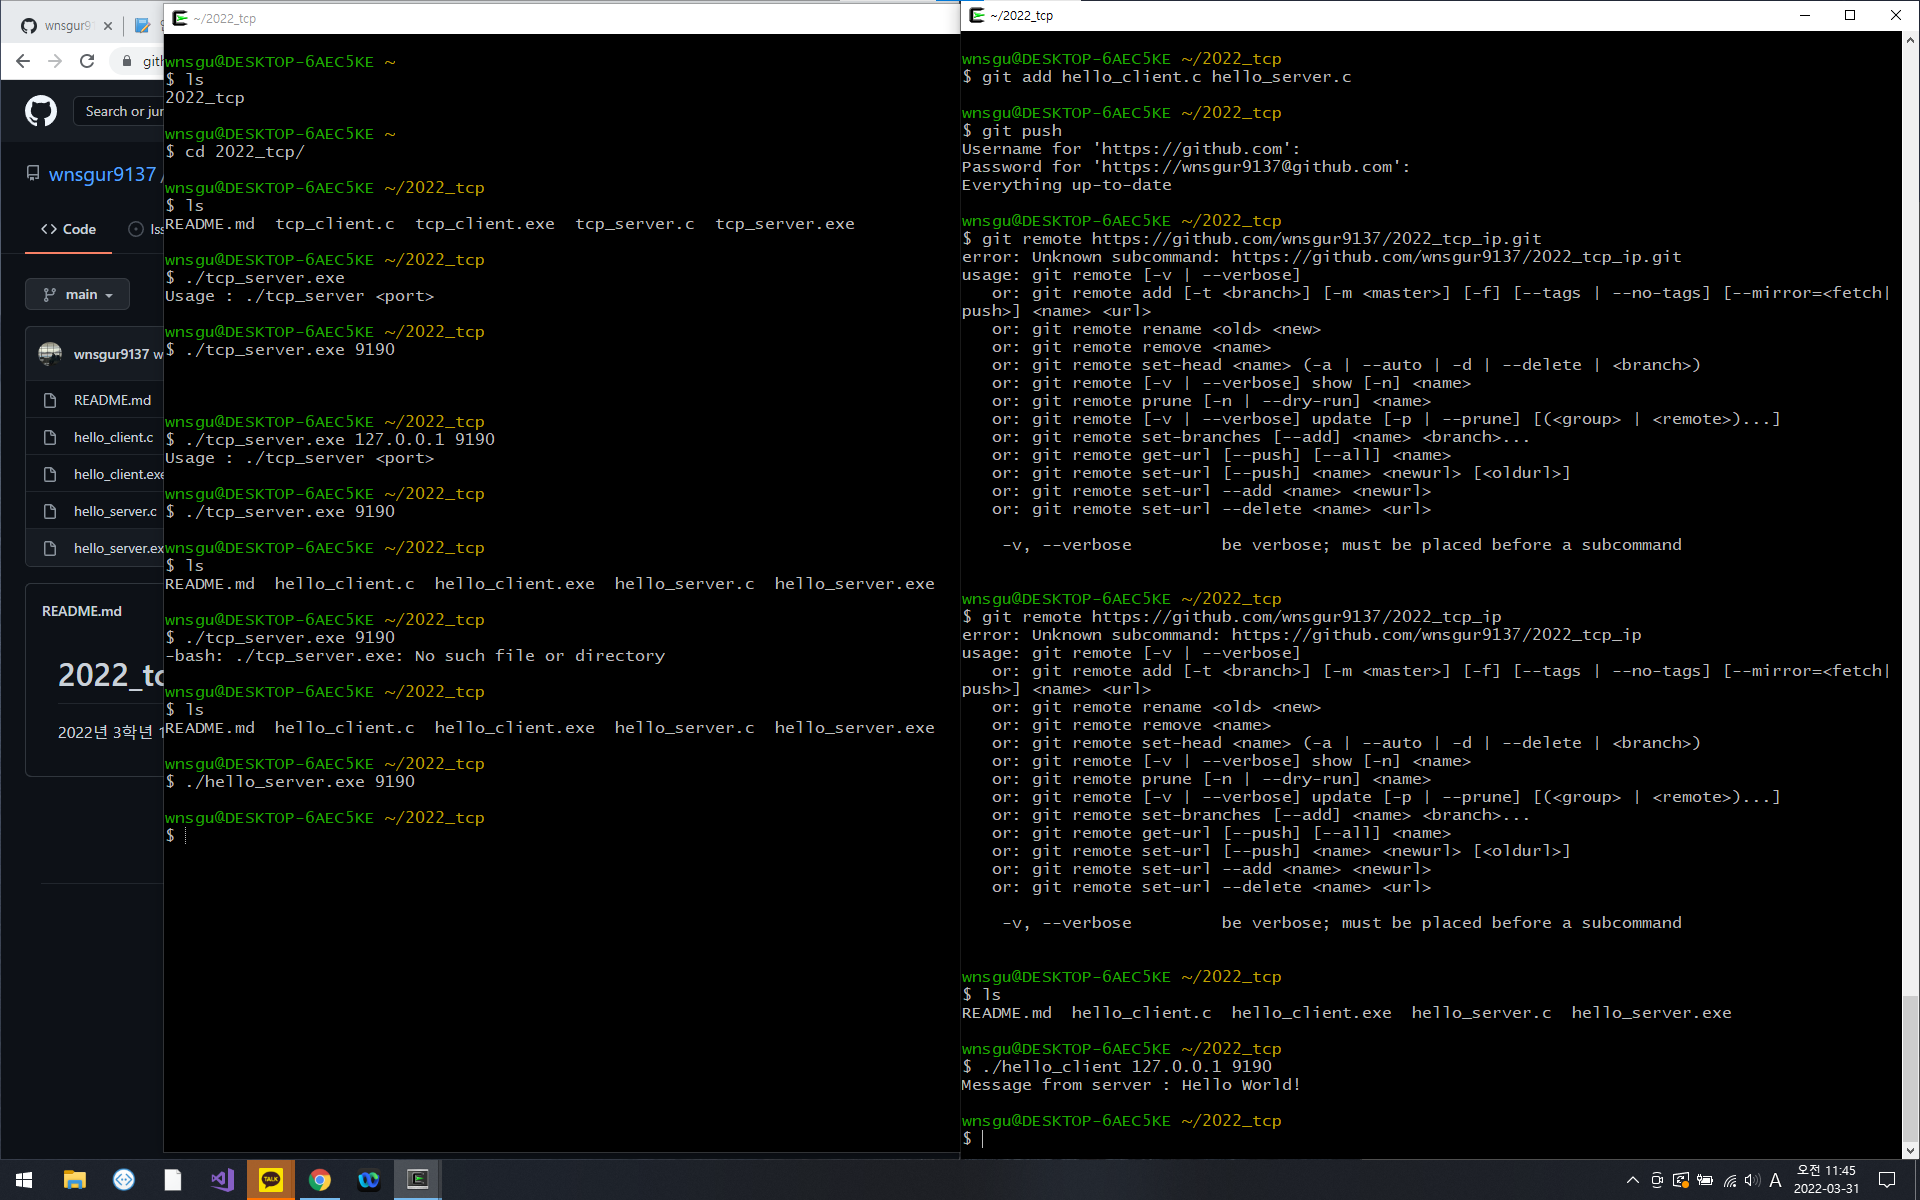 wnsgur9
gith
Search or jum
wnsgur9137 /
Code
Iss
main
wnsgur9137 w
README.md
hello_client.c
hello_client.exe
hello_server.c
hello_server.ex
README.md
2022_tc
2022년 3학년 1
~/2022_tcp
wnsgu@DESKTOP-6AEC5KE ~
$ ls
2022_tcp
wnsgu@DESKTOP-6AEC5KE ~
$ cd 2022_tcp/
wnsgu@DESKTOP-6AEC5KE ~/2022_tcp
$ ls
README.md  tcp_client.c  tcp_client.exe  tcp_server.c  tcp_server.exe
wnsgu@DESKTOP-6AEC5KE ~/2022_tcp
$ ./tcp_server.exe
Usage : ./tcp_server <port>
wnsgu@DESKTOP-6AEC5KE ~/2022_tcp
$ ./tcp_server.exe 9190
wnsgu@DESKTOP-6AEC5KE ~/2022_tcp
$ ./tcp_server.exe 127.0.0.1 9190
Usage : ./tcp_server <port>
wnsgu@DESKTOP-6AEC5KE ~/2022_tcp
$ ./tcp_server.exe 9190
wnsgu@DESKTOP-6AEC5KE ~/2022_tcp
$ ls
README.md  hello_client.c  hello_client.exe  hello_server.c  hello_server.exe
wnsgu@DESKTOP-6AEC5KE ~/2022_tcp
$ ./tcp_server.exe 9190
-bash: ./tcp_server.exe: No such file or directory
wnsgu@DESKTOP-6AEC5KE ~/2022_tcp
$ ls
README.md  hello_client.c  hello_client.exe  hello_server.c  hello_server.exe
wnsgu@DESKTOP-6AEC5KE ~/2022_tcp
$ ./hello_server.exe 9190
wnsgu@DESKTOP-6AEC5KE ~/2022_tcp
$
~/2022_tcp
wnsgu@DESKTOP-6AEC5KE ~/2022_tcp
$ git add hello_client.c hello_server.c
wnsgu@DESKTOP-6AEC5KE ~/2022_tcp
$ git push
Username for 'https://github.com':
Password for 'https://wnsgur9137@github.com':
Everything up-to-date
wnsgu@DESKTOP-6AEC5KE ~/2022_tcp
$ git remote https://github.com/wnsgur9137/2022_tcp_ip.git
error: Unknown subcommand: https://github.com/wnsgur9137/2022_tcp_ip.git
usage: git remote [-v | --verbose]
   or: git remote add [-t <branch>] [-m <master>] [-f] [--tags | --no-tags] [--mirror=<fetch|
push>] <name> <url>
   or: git remote rename <old> <new>
   or: git remote remove <name>
   or: git remote set-head <name> (-a | --auto | -d | --delete | <branch>)
   or: git remote [-v | --verbose] show [-n] <name>
   or: git remote prune [-n | --dry-run] <name>
   or: git remote [-v | --verbose] update [-p | --prune] [(<group> | <remote>)...]
   or: git remote set-branches [--add] <name> <branch>...
   or: git remote get-url [--push] [--all] <name>
   or: git remote set-url [--push] <name> <newurl> [<oldurl>]
   or: git remote set-url --add <name> <newurl>
   or: git remote set-url --delete <name> <url>
    -v, --verbose         be verbose; must be placed before a subcommand
wnsgu@DESKTOP-6AEC5KE ~/2022_tcp
$ git remote https://github.com/wnsgur9137/2022_tcp_ip
error: Unknown subcommand: https://github.com/wnsgur9137/2022_tcp_ip
usage: git remote [-v | --verbose]
   or: git remote add [-t <branch>] [-m <master>] [-f] [--tags | --no-tags] [--mirror=<fetch|
push>] <name> <url>
   or: git remote rename <old> <new>
   or: git remote remove <name>
   or: git remote set-head <name> (-a | --auto | -d | --delete | <branch>)
   or: git remote [-v | --verbose] show [-n] <name>
   or: git remote prune [-n | --dry-run] <name>
   or: git remote [-v | --verbose] update [-p | --prune] [(<group> | <remote>)...]
   or: git remote set-branches [--add] <name> <branch>...
   or: git remote get-url [--push] [--all] <name>
   or: git remote set-url [--push] <name> <newurl> [<oldurl>]
   or: git remote set-url --add <name> <newurl>
   or: git remote set-url --delete <name> <url>
    -v, --verbose         be verbose; must be placed before a subcommand
wnsgu@DESKTOP-6AEC5KE ~/2022_tcp
$ ls
README.md  hello_client.c  hello_client.exe  hello_server.c  hello_server.exe
wnsgu@DESKTOP-6AEC5KE ~/2022_tcp
$ ./hello_client 127.0.0.1 9190
Message from server : Hello World!
wnsgu@DESKTOP-6AEC5KE ~/2022_tcp
$
TALK
A
오전 11:45
2022-03-31